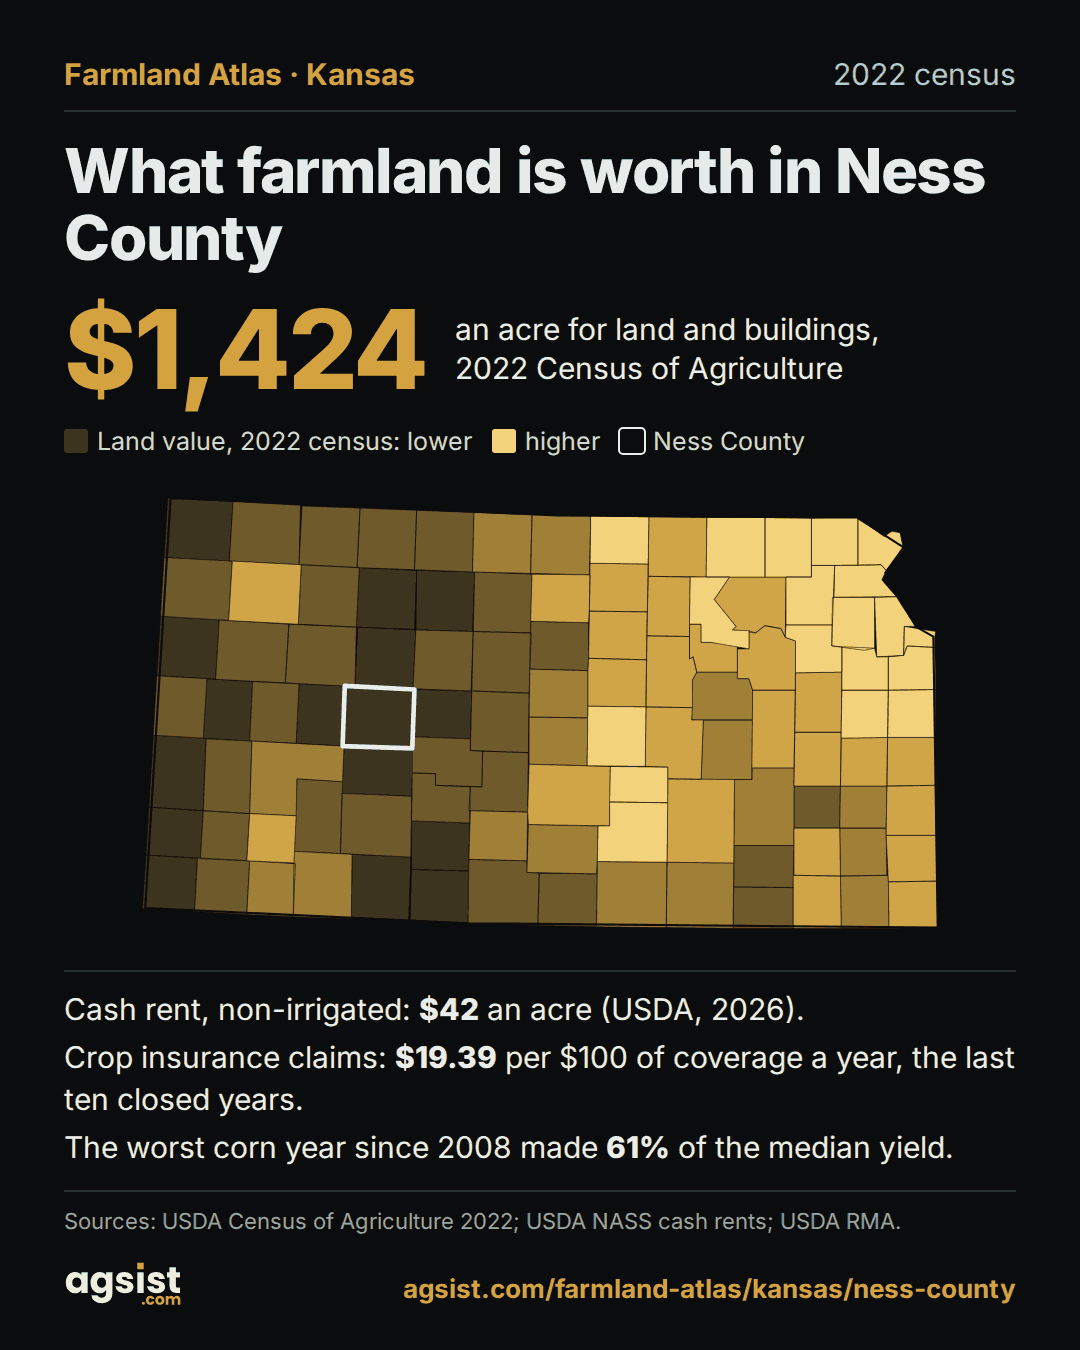 Farmland Atlas · Kansas
2022 census
What farmland is worth in Ness
County
$1,424
an acre for land and buildings,
2022 Census of Agriculture
Land value, 2022 census: lower
higher
Ness County
Cash rent, non-irrigated: $42 an acre (USDA, 2026).
Crop insurance claims: $19.39 per $100 of coverage a year, the last
ten closed years.
The worst corn year since 2008 made 61% of the median yield.
Sources: USDA Census of Agriculture 2022; USDA NASS cash rents; USDA RMA.
agsist
.com
agsist.com/farmland-atlas/kansas/ness-county